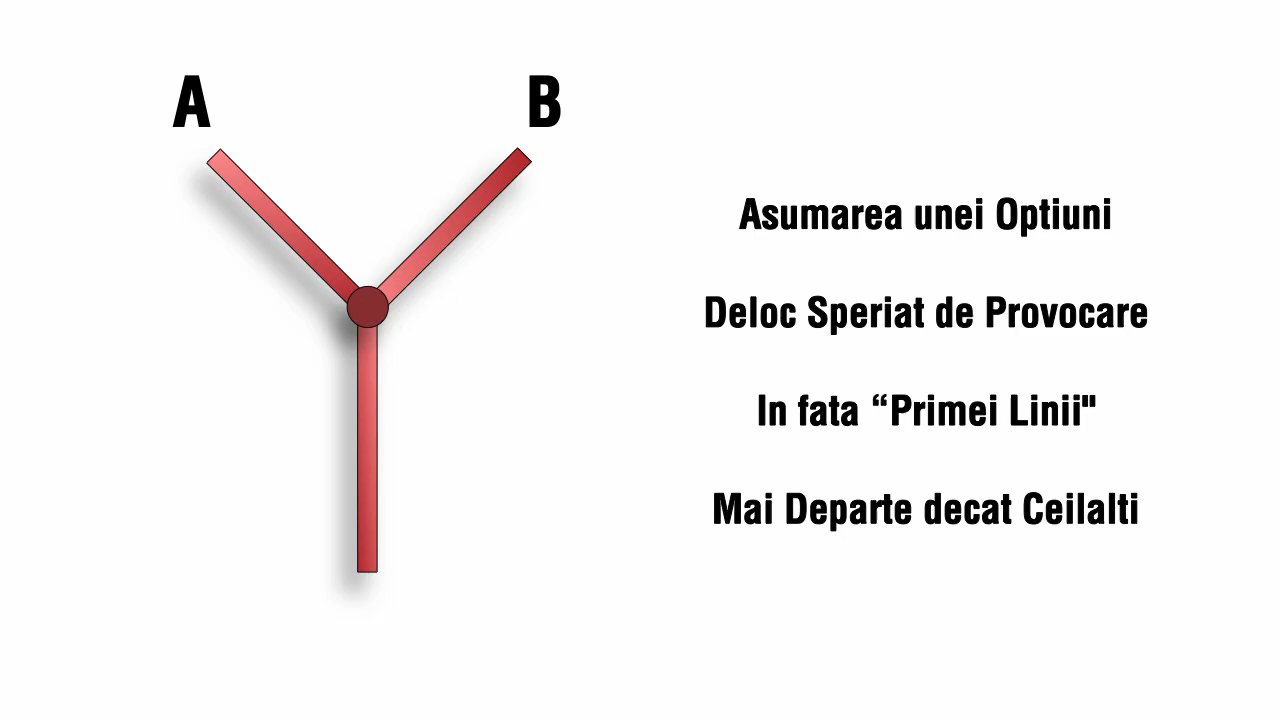 A
B
Asumarea unei Optiuni
Deloc Speriat de Provocare
In fata “Primei Linii"
Mai Departe decat Ceilalti